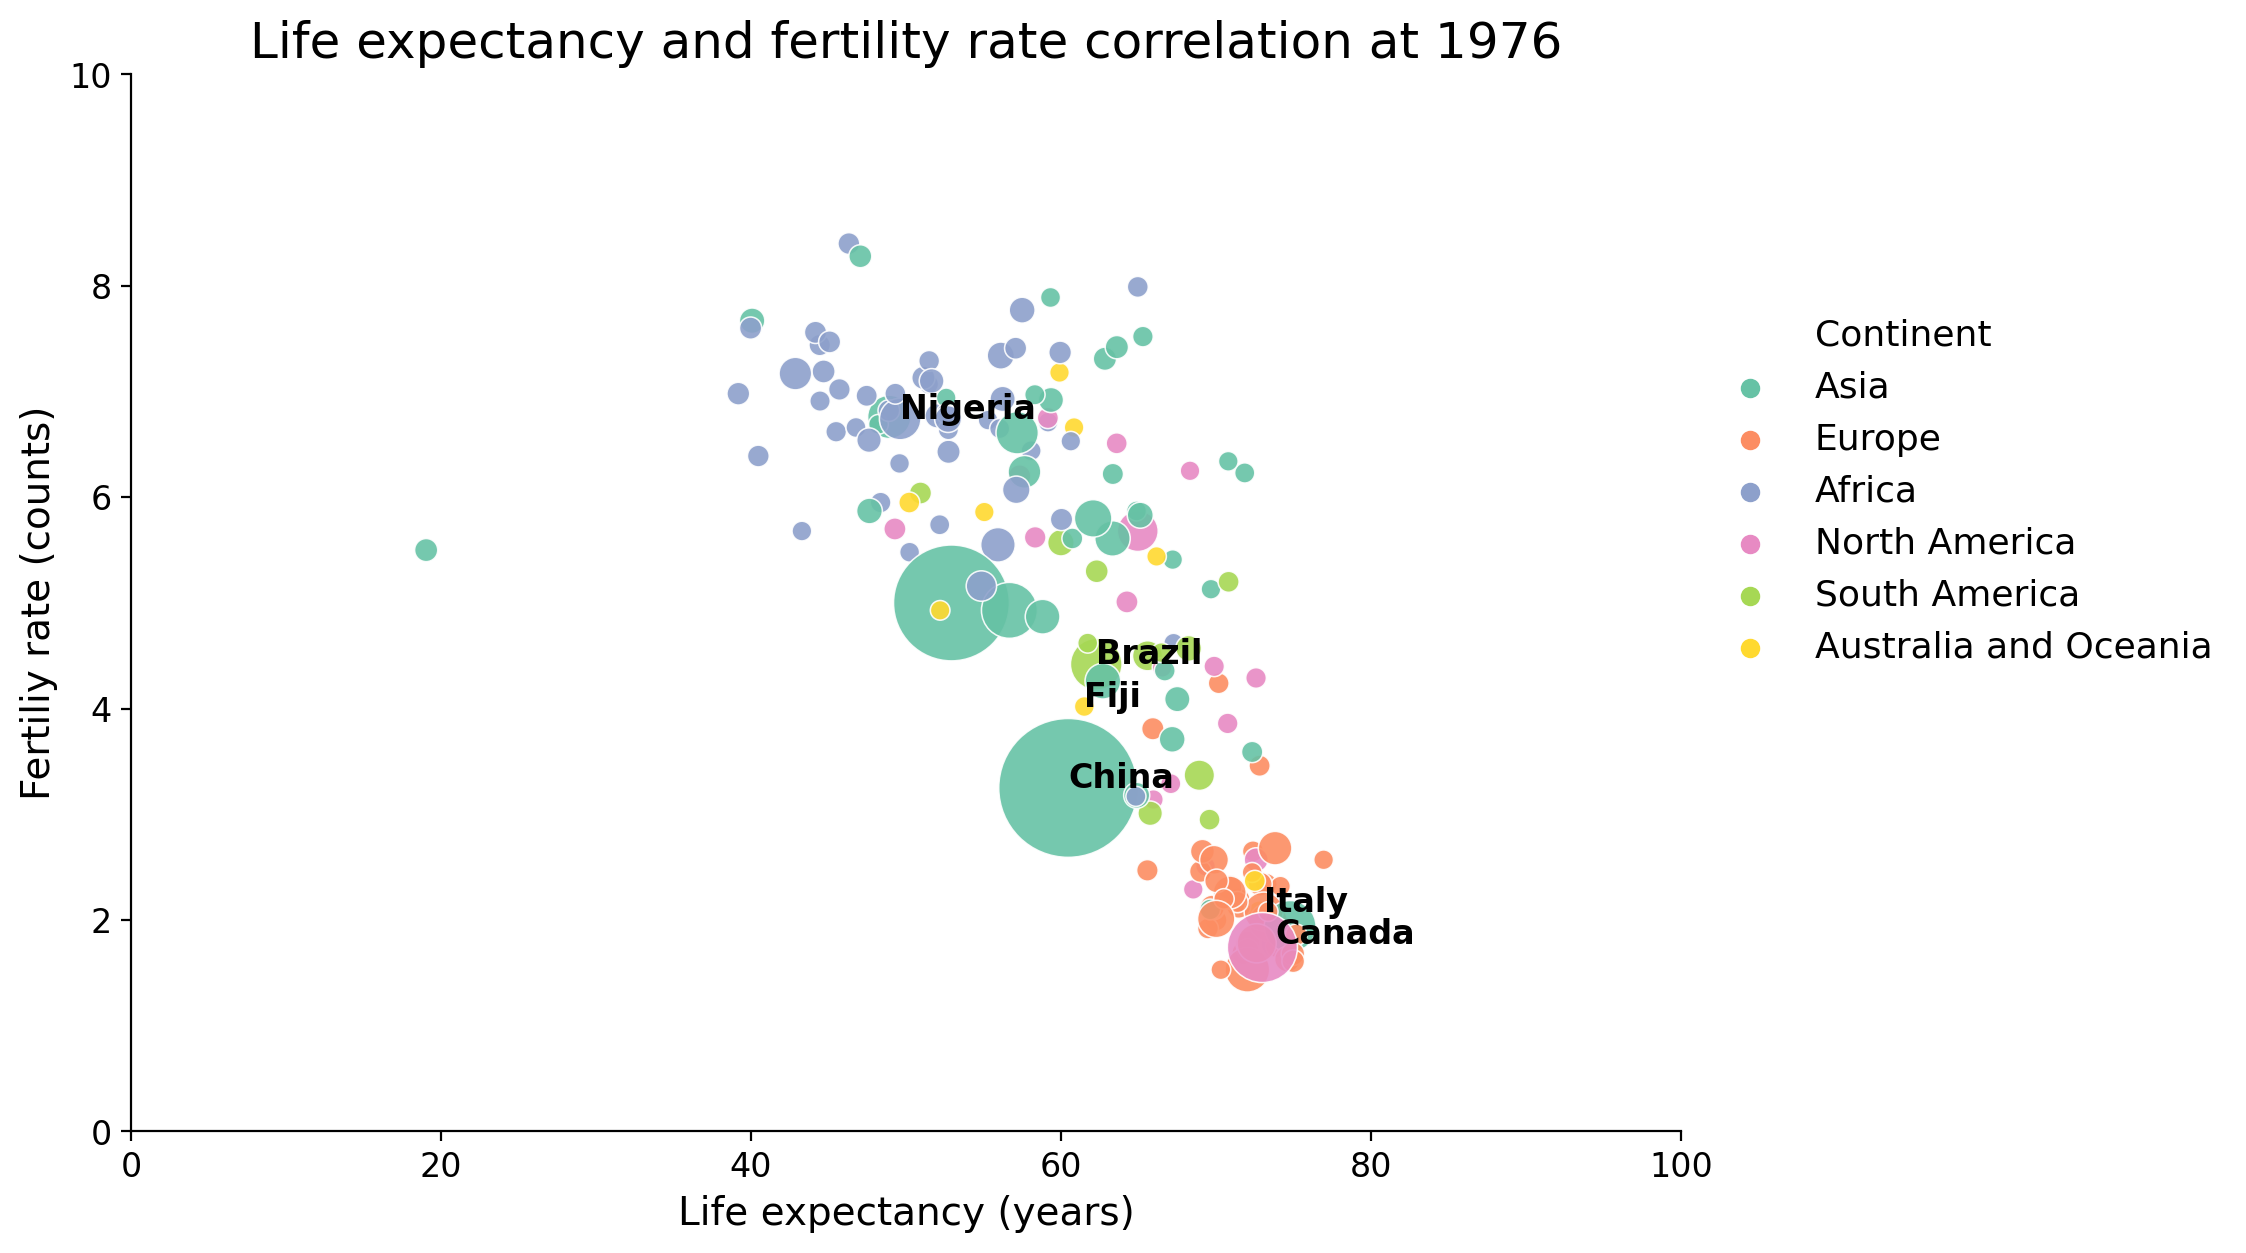 Life expectancy and fertility rate correlation at 1976
10
8
6
4
2
0
Fertiliy rate (counts)
0 20 40 60 80 100
Life expectancy (years)
Nigeria
Brazil
Fiji
China
Italy
Canada
Continent
Asia
Europe
Africa
North America
South America
Australia and Oceania